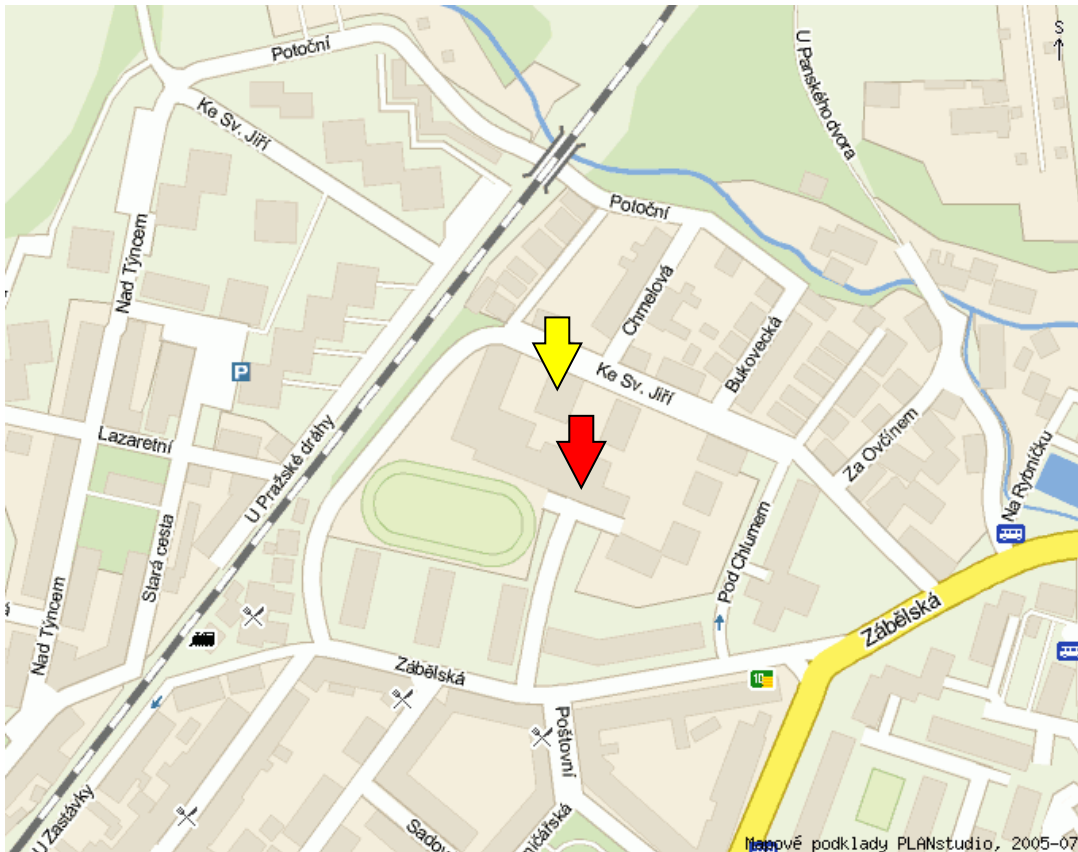 S
Potoční
U Panského dvora
Ke Sv. Jiří
Nad Týncem
Potoční
Chmelová
Bukovecká
Ke Sv. Jiří
P
Lazaretní
U Pražské dráhy
Za Ovčínem
Na Rybníčku
Stará cesta
Pod Chlumem
Nad Týncem
Zábělská
Zábělská
10
Poštovní
U Zastávky
Mapové podklady PLANstudio, 2005-07